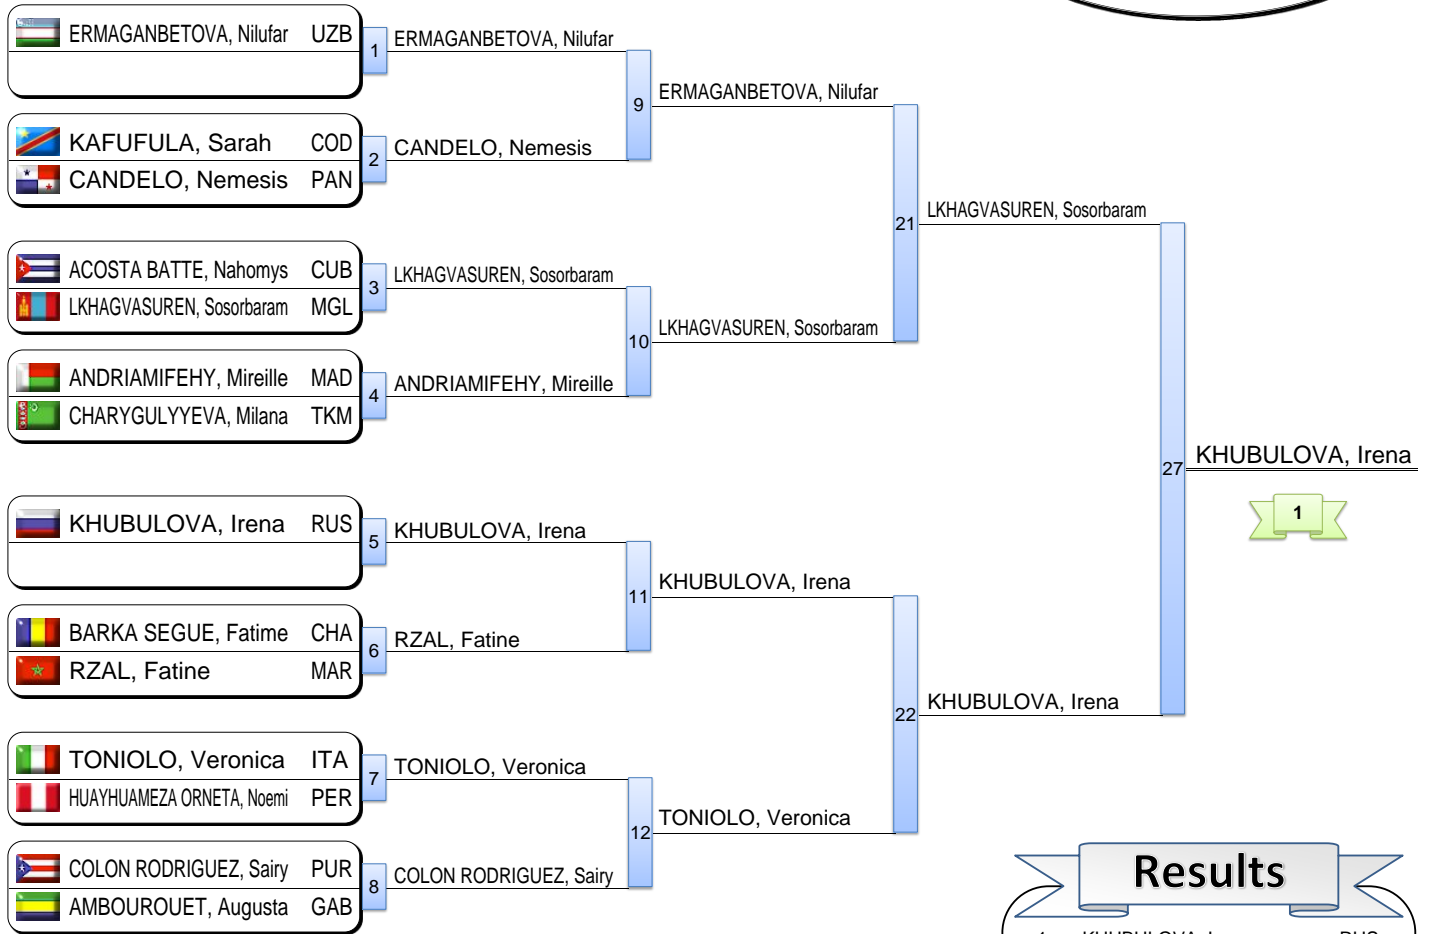 ERMAGANBETOVA, Nilufar UZB
1
ERMAGANBETOVA, Nilufar
9
ERMAGANBETOVA, Nilufar
KAFUFULA, Sarah COD
CANDELO, Nemesis PAN
2
CANDELO, Nemesis
21
LKHAGVASUREN, Sosorbaram
ACOSTA BATTE, Nahomys CUB
LKHAGVASUREN, Sosorbaram MGL
3
LKHAGVASUREN, Sosorbaram
10
LKHAGVASUREN, Sosorbaram
ANDRIAMIFEHY, Mireille MAD
CHARYGULYYEVA, Milana TKM
4
ANDRIAMIFEHY, Mireille
27
KHUBULOVA, Irena
1
KHUBULOVA, Irena RUS
5
KHUBULOVA, Irena
11
KHUBULOVA, Irena
BARKA SEGUE, Fatime CHA
RZAL, Fatine MAR
6
RZAL, Fatine
22
KHUBULOVA, Irena
TONIOLO, Veronica ITA
HUAYHUAMEZA ORNETA, Noemi PER
7
TONIOLO, Veronica
12
TONIOLO, Veronica
COLON RODRIGUEZ, Sairy PUR
AMBOUROUET, Augusta GAB
8
COLON RODRIGUEZ, Sairy
Results